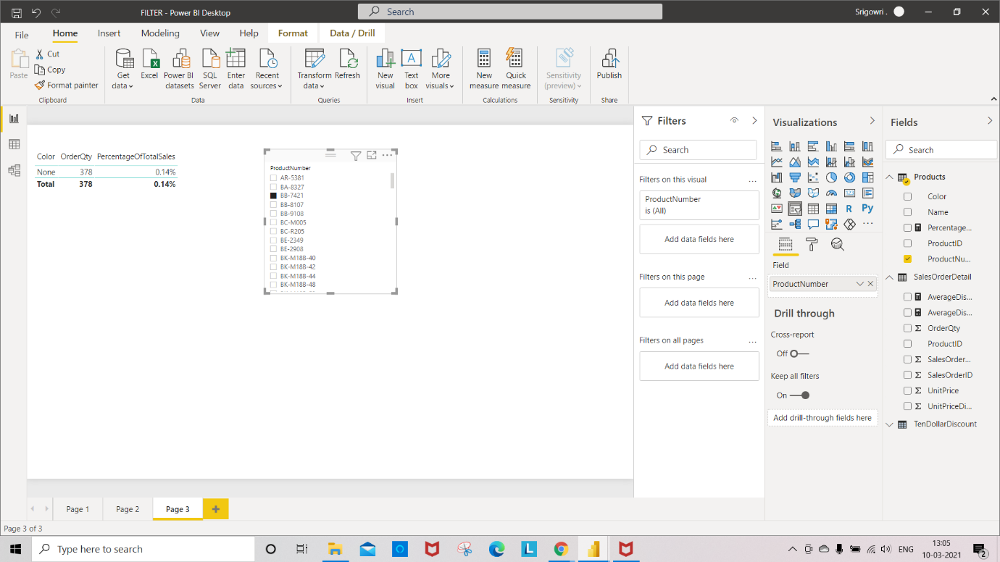 FILTER - Power BI Desktop
Search
Srigowri .
File Home Insert Modeling View Help Format Data / Drill
Paste
Cut
Copy
Format painter
Clipboard
Get data
Excel
Power BI datasets
SQL Server
Enter data
Recent sources
Data
Transform data
Refresh
Queries
New visual
Text box
More visuals
Insert
New measure
Quick measure
Calculations
Sensitivity (preview)
Sensitivity
Publish
Share
Color OrderQty PercentageOfTotalSales
None 378 0.14%
Total 378 0.14%
ProductNumber
AR-5381
BA-8327
BB-7421
BB-8107
BB-9108
BC-M005
BC-R205
BE-2349
BE-2908
BK-M18B-40
BK-M18B-42
BK-M18B-44
BK-M18B-48
Filters
Search
Filters on this visual ...
ProductNumber
is (All)
Add data fields here
Filters on this page ...
Add data fields here
Filters on all pages ...
Add data fields here
Visualizations
R Py
...
Field
ProductNumber
Drill through
Cross-report
Off
Keep all filters
On
Add drill-through fields here
Fields
Search
Products
Color
Name
Percentage...
ProductID
ProductNu...
SalesOrderDetail
AverageDis...
AverageDis...
Σ OrderQty
ProductID
Σ SalesOrder...
Σ SalesOrderID
Σ UnitPrice
Σ UnitPriceDi...
TenDollarDiscount
Page 1 Page 2 Page 3 +
Page 3 of 3
Type here to search
L
ENG
13:05
10-03-2021
2